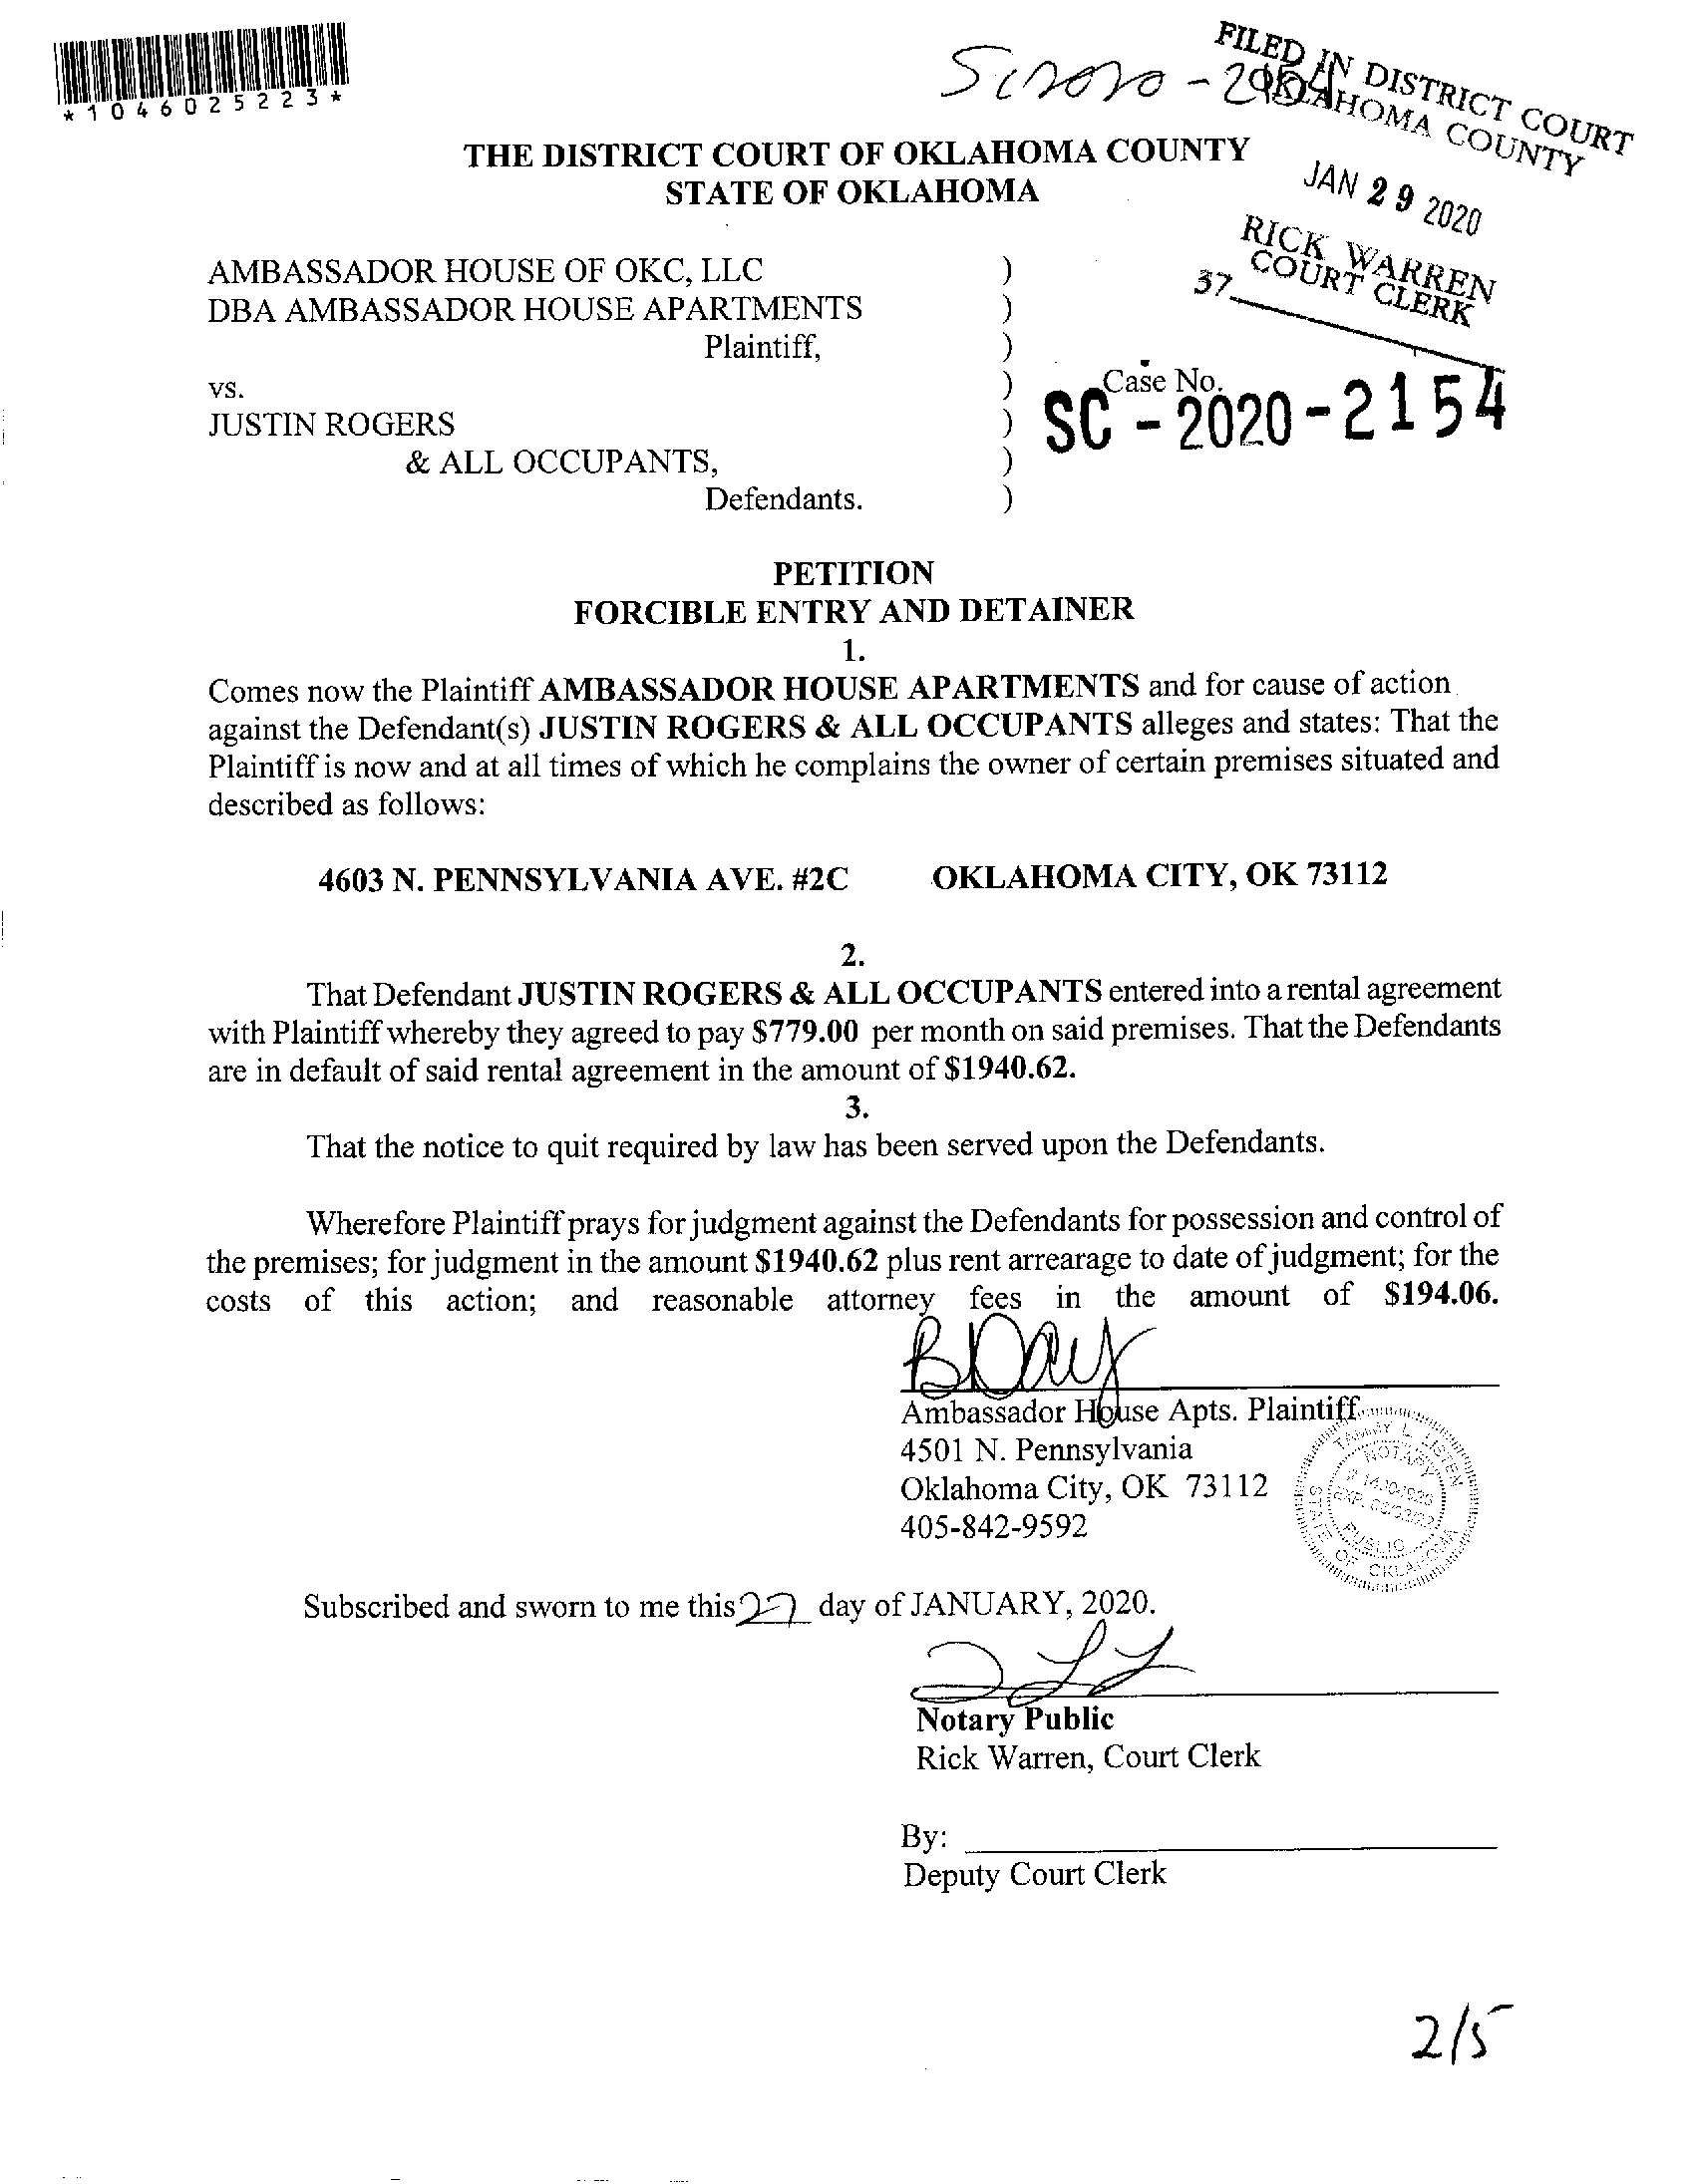 *1046025223*
SC2020-2154
FILED IN DISTRICT COURT
OKLAHOMA COUNTY
JAN 29 2020
RICK WARREN
COURT CLERK
37
THE DISTRICT COURT OF OKLAHOMA COUNTY
STATE OF OKLAHOMA
AMBASSADOR HOUSE OF OKC, LLC )
DBA AMBASSADOR HOUSE APARTMENTS )
Plaintiff, )
vs. ) Case No.
SC-2020-2154
JUSTIN ROGERS )
& ALL OCCUPANTS, )
Defendants. )
PETITION
FORCIBLE ENTRY AND DETAINER
1.
Comes now the Plaintiff AMBASSADOR HOUSE APARTMENTS and for cause of action
against the Defendant(s) JUSTIN ROGERS & ALL OCCUPANTS alleges and states: That the
Plaintiff is now and at all times of which he complains the owner of certain premises situated and
described as follows:
4603 N. PENNSYLVANIA AVE. #2C OKLAHOMA CITY, OK 73112
2.
That Defendant JUSTIN ROGERS & ALL OCCUPANTS entered into a rental agreement
with Plaintiff whereby they agreed to pay $779.00 per month on said premises. That the Defendants
are in default of said rental agreement in the amount of $1940.62.
3.
That the notice to quit required by law has been served upon the Defendants.
Wherefore Plaintiff prays for judgment against the Defendants for possession and control of
the premises; for judgment in the amount $1940.62 plus rent arrearage to date of judgment; for the
costs of this action; and reasonable attorney fees in the amount of $194.06.
B Day
Ambassador House Apts. Plaintiff
4501 N. Pennsylvania
Oklahoma City, OK 73112
405-842-9592
TAMMY L. LISTEN
NOTARY
PUBLIC
STATE OF OKLAHOMA
Subscribed and sworn to me this 27 day of JANUARY, 2020.
Notary Public
Rick Warren, Court Clerk
By:
Deputy Court Clerk
2/5